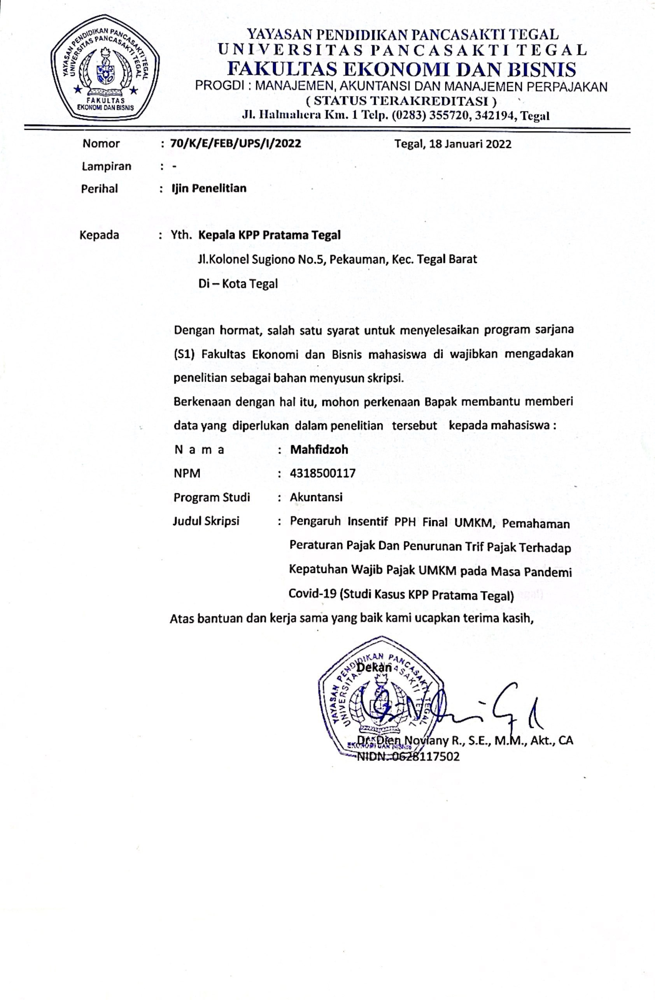 YAYASAN PENDIDIKAN PANCASAKTI TEGAL
UNIVERSITAS PANCASAKTI TEGAL
FAKULTAS
EKONOMI DAN BISNIS
YAYASAN PENDIDIKAN PANCASAKTI TEGAL
UNIVERSITAS PANCASAKTI TEGAL
FAKULTAS EKONOMI DAN BISNIS
PROGDI : MANAJEMEN, AKUNTANSI DAN MANAJEMEN PERPAJAKAN
( STATUS TERAKREDITASI )
Jl. Halmahera Km. 1 Telp. (0283) 355720, 342194, Tegal
Nomor : 70/K/E/FEB/UPS/I/2022 Tegal, 18 Januari 2022
Lampiran : -
Perihal : Ijin Penelitian
Kepada : Yth. Kepala KPP Pratama Tegal
Jl.Kolonel Sugiono No.5, Pekauman, Kec. Tegal Barat
Di – Kota Tegal
Dengan hormat, salah satu syarat untuk menyelesaikan program sarjana
(S1) Fakultas Ekonomi dan Bisnis mahasiswa di wajibkan mengadakan
penelitian sebagai bahan menyusun skripsi.
Berkenaan dengan hal itu, mohon perkenaan Bapak membantu memberi
data yang diperlukan dalam penelitian tersebut kepada mahasiswa :
N a m a : Mahfidzoh
NPM : 4318500117
Program Studi : Akuntansi
Judul Skripsi : Pengaruh Insentif PPH Final UMKM, Pemahaman
Peraturan Pajak Dan Penurunan Trif Pajak Terhadap
Kepatuhan Wajib Pajak UMKM pada Masa Pandemi
Covid-19 (Studi Kasus KPP Pratama Tegal)
Atas bantuan dan kerja sama yang baik kami ucapkan terima kasih,
YAYASAN PENDIDIKAN PANCASAKTI TEGAL
UNIVERSITAS PANCASAKTI TEGAL
Dekan
FAKULTAS
EKONOMI DAN BISNIS
Dr. Dien Noviany R., S.E., M.M., Akt., CA
NIDN. 0628117502